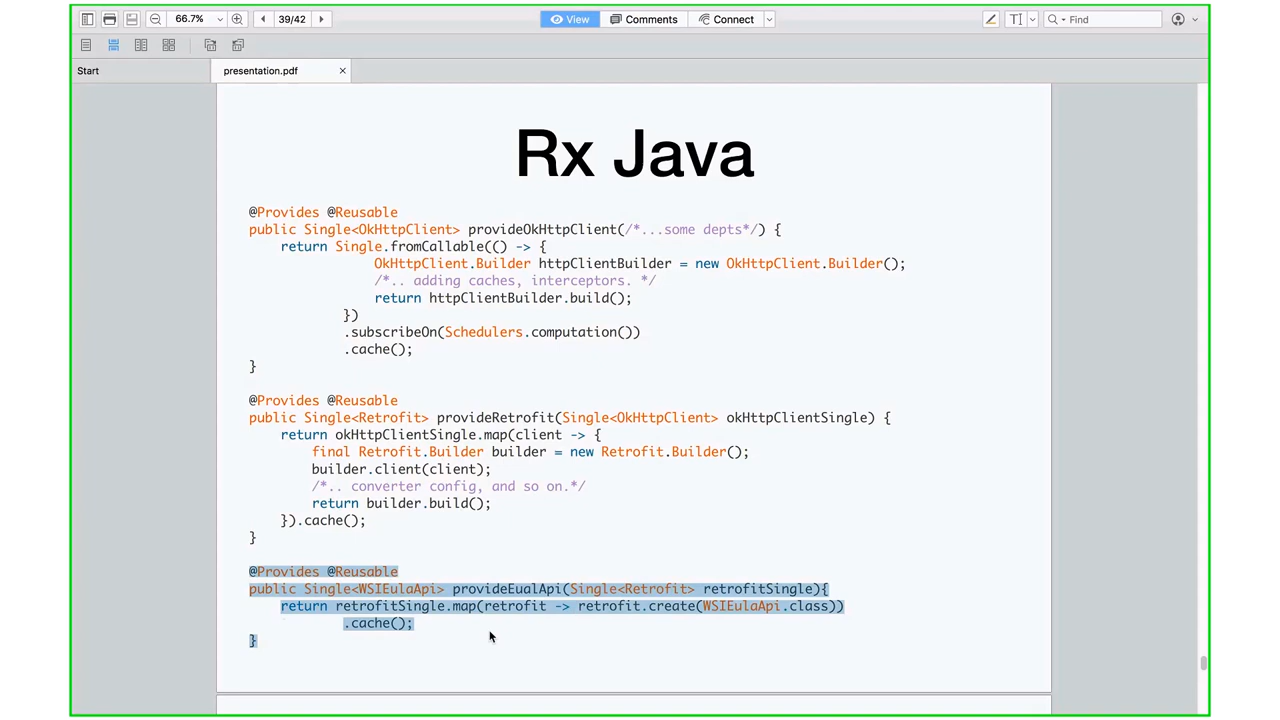 66.7%
39/42
View
Comments
Connect
Find
Start
presentation.pdf
Rx Java
@Provides @Reusable
public Single<OkHttpClient> provideOkHttpClient(/*...some depts*/) {
return Single.fromCallable(() -> {
OkHttpClient.Builder httpClientBuilder = new OkHttpClient.Builder();
/*.. adding caches, interceptors. */
return httpClientBuilder.build();
})
.subscribeOn(Schedulers.computation())
.cache();
}
@Provides @Reusable
public Single<Retrofit> provideRetrofit(Single<OkHttpClient> okHttpClientSingle) {
return okHttpClientSingle.map(client -> {
final Retrofit.Builder builder = new Retrofit.Builder();
builder.client(client);
/*.. converter config, and so on.*/
return builder.build();
}).cache();
}
@Provides @Reusable
public Single<WSIEulaApi> provideEualApi(Single<Retrofit> retrofitSingle){
return retrofitSingle.map(retrofit -> retrofit.create(WSIEulaApi.class))
.cache();
}